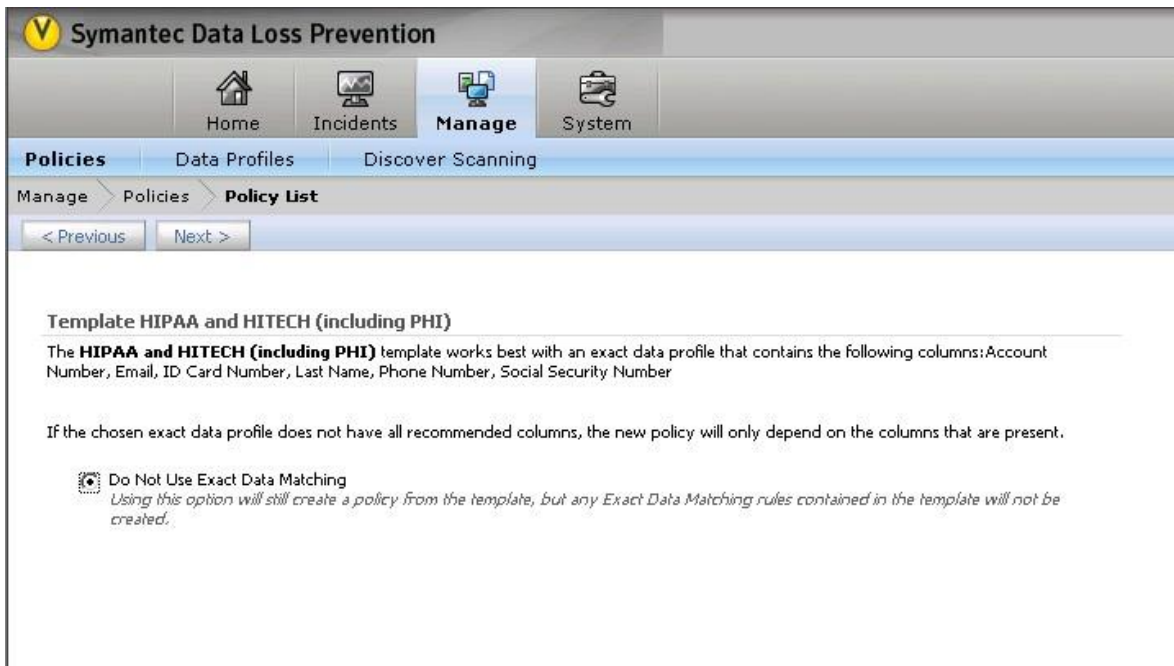 V Symantec Data Loss Prevention
Home Incidents Manage System
Policies Data Profiles Discover Scanning
Manage Policies Policy List
< Previous Next >
Template HIPAA and HITECH (including PHI)
The HIPAA and HITECH (including PHI) template works best with an exact data profile that contains the following columns:Account
Number, Email, ID Card Number, Last Name, Phone Number, Social Security Number
If the chosen exact data profile does not have all recommended columns, the new policy will only depend on the columns that are present.
Do Not Use Exact Data Matching
Using this option will still create a policy from the template, but any Exact Data Matching rules contained in the template will not be
created.